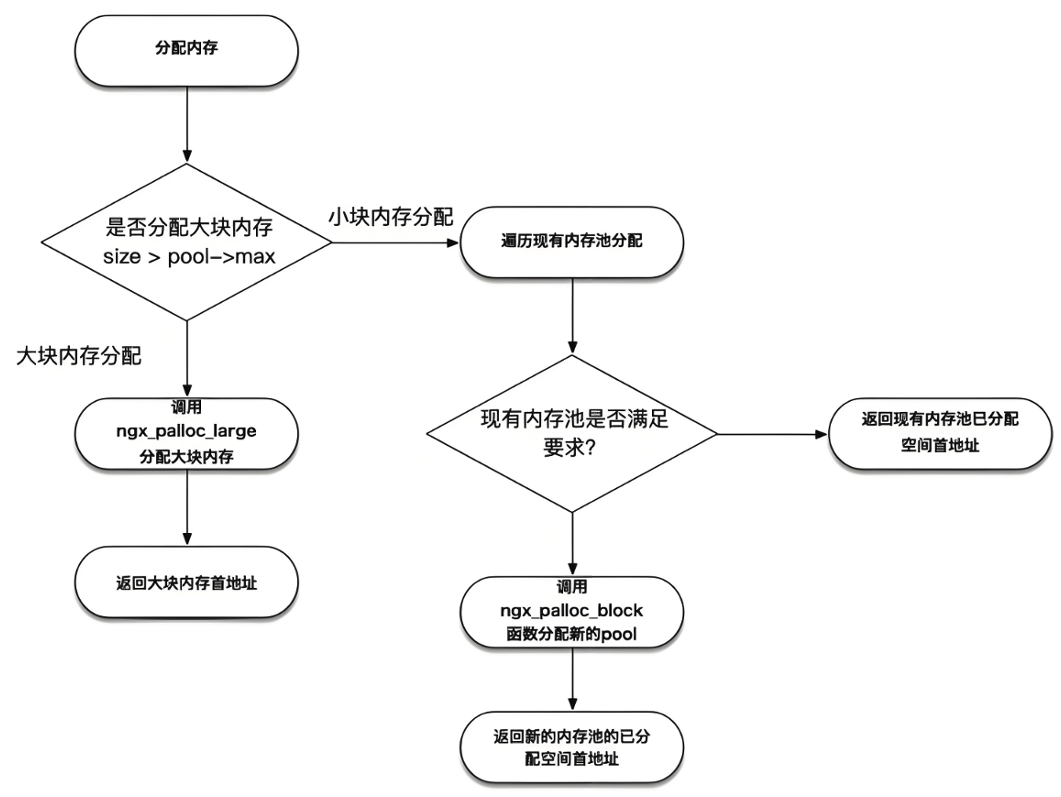 分配内存
是否分配大块内存
size > pool->max
小块内存分配
遍历现有内存池分配
大块内存分配
调用
ngx_palloc_large
分配大块内存
返回大块内存首地址
现有内存池是否满足
要求?
返回现有内存池已分配
空间首地址
调用
ngx_palloc_block
函数分配新的pool
返回新的内存池的已分
配空间首地址